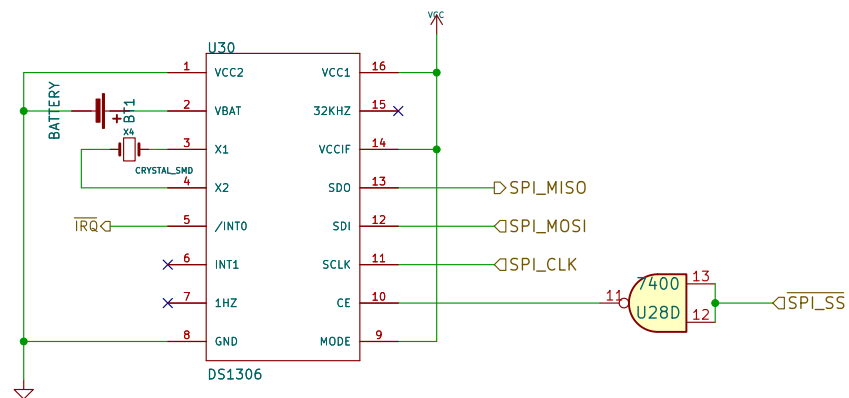 VCC
U30
1 VCC2 VCC1 16
BATTERY
BT1
2 VBAT 32KHZ 15
X4
3 X1 VCCIF 14
CRYSTAL_SMD
4 X2 SDO 13 SPI_MISO
IRQ 5 /INT0 SDI 12 SPI_MOSI
6 INT1 SCLK 11 SPI_CLK
7 1HZ CE 10
11 7400 13
U28D 12
SPI_SS
8 GND MODE 9
DS1306